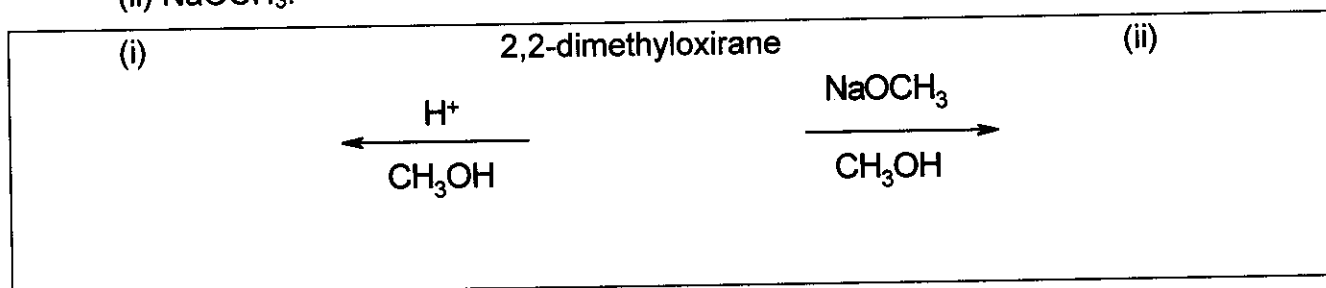 (ii) NaOCH₃.
(i)
2,2-dimethyloxirane
(ii)
H⁺
CH₃OH
NaOCH₃
CH₃OH